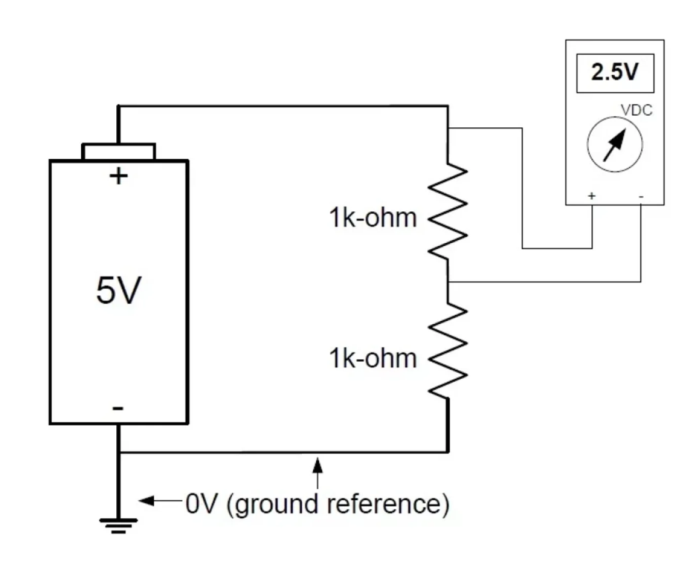 2.5V
VDC
+ -
+
1k-ohm
5V
1k-ohm
-
0V (ground reference)